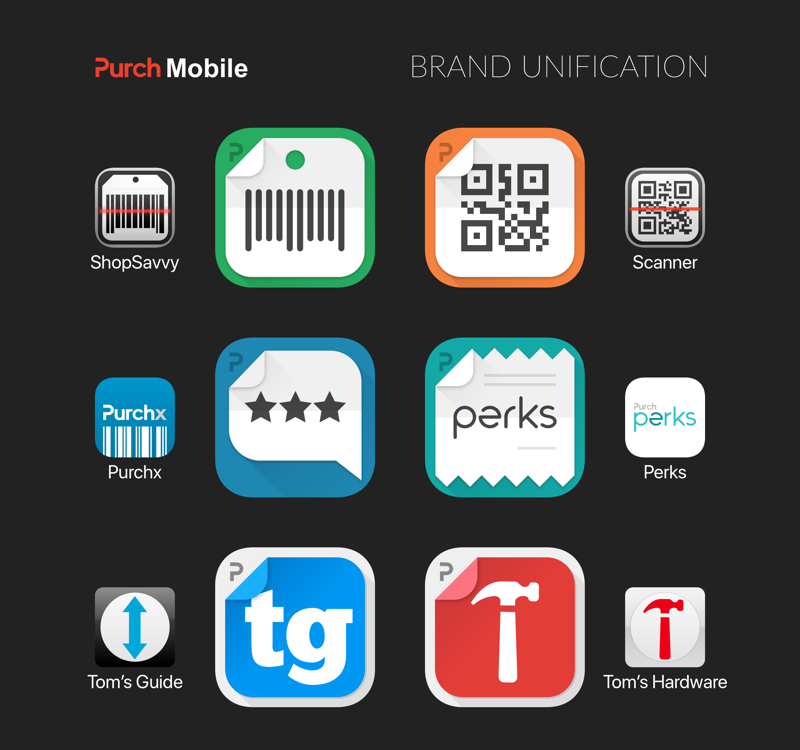 Purch Mobile
BRAND UNIFICATION
P
P
ShopSavvy
Scanner
P
P
Purchx
perks
Purch
perks
Purchx
Perks
P
P
tg
Tom's Guide
Tom's Hardware